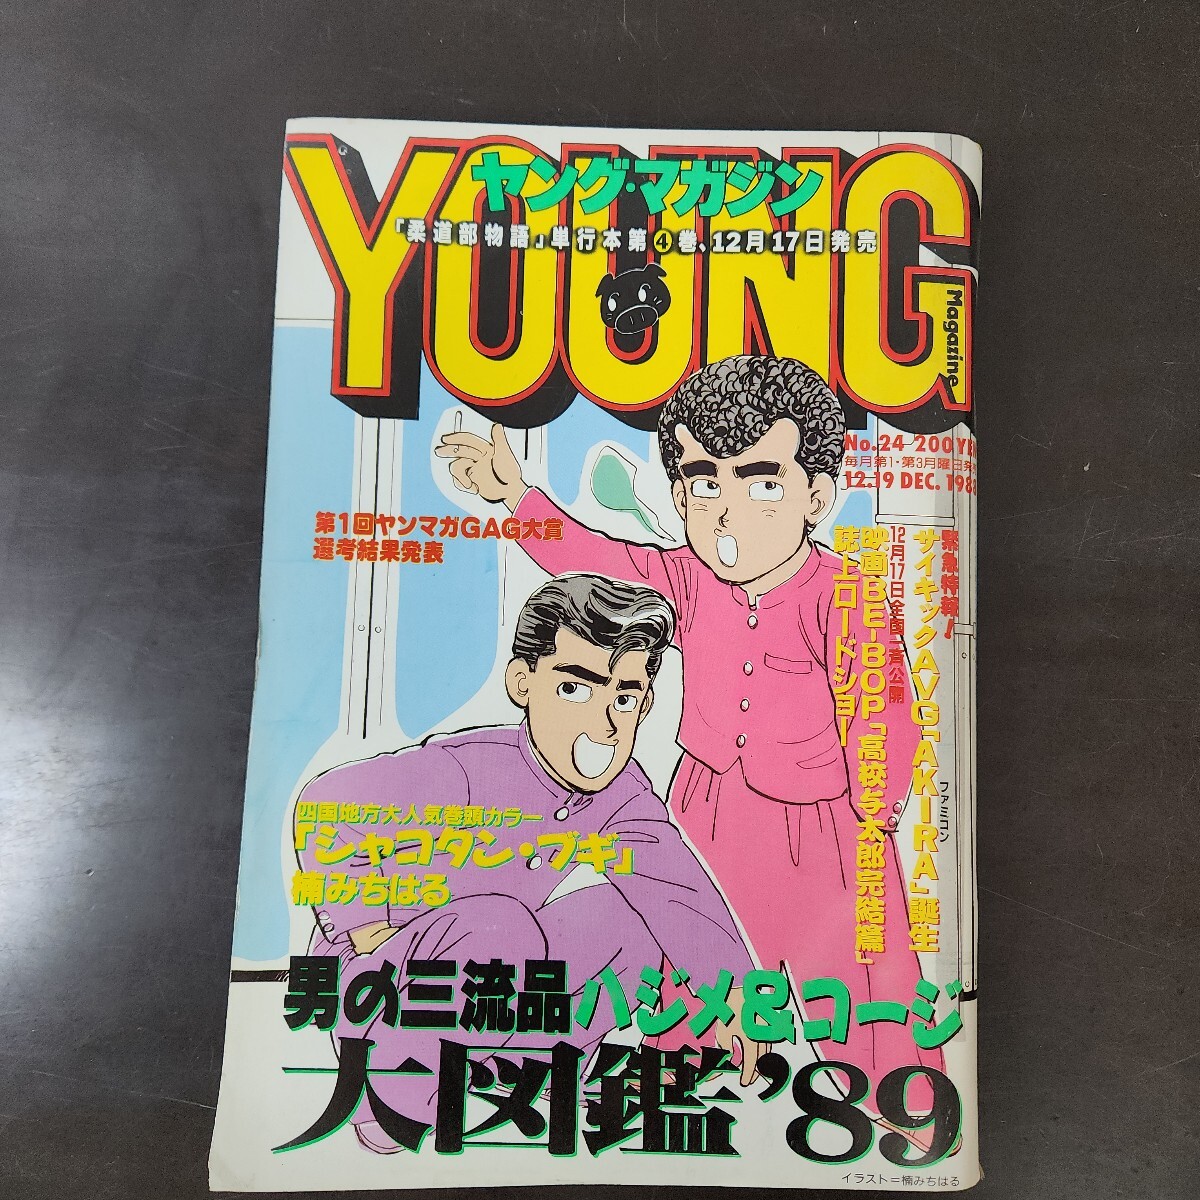 YOUNG
ヤング・マガジン
「柔道部物語」単行本第④巻、12月17日発売
Magazine
No.24 200YEN
毎月第1・第3月曜日発売
12.19 DEC. 1988
第1回ヤンマガGAG大賞
選考結果発表
緊急特報!
サイキックAVG「AKIRA」誕生
ファミコン
12月17日全国一斉公開
映画BE-BOP「高校与太郎完結篇」
誌上ロードショー
四国地方大人気巻頭カラー
「シャコタン・ブギ」
楠みちはる
男の三流品ハジメ&コージ
大図鑑'89
イラスト=楠みちはる